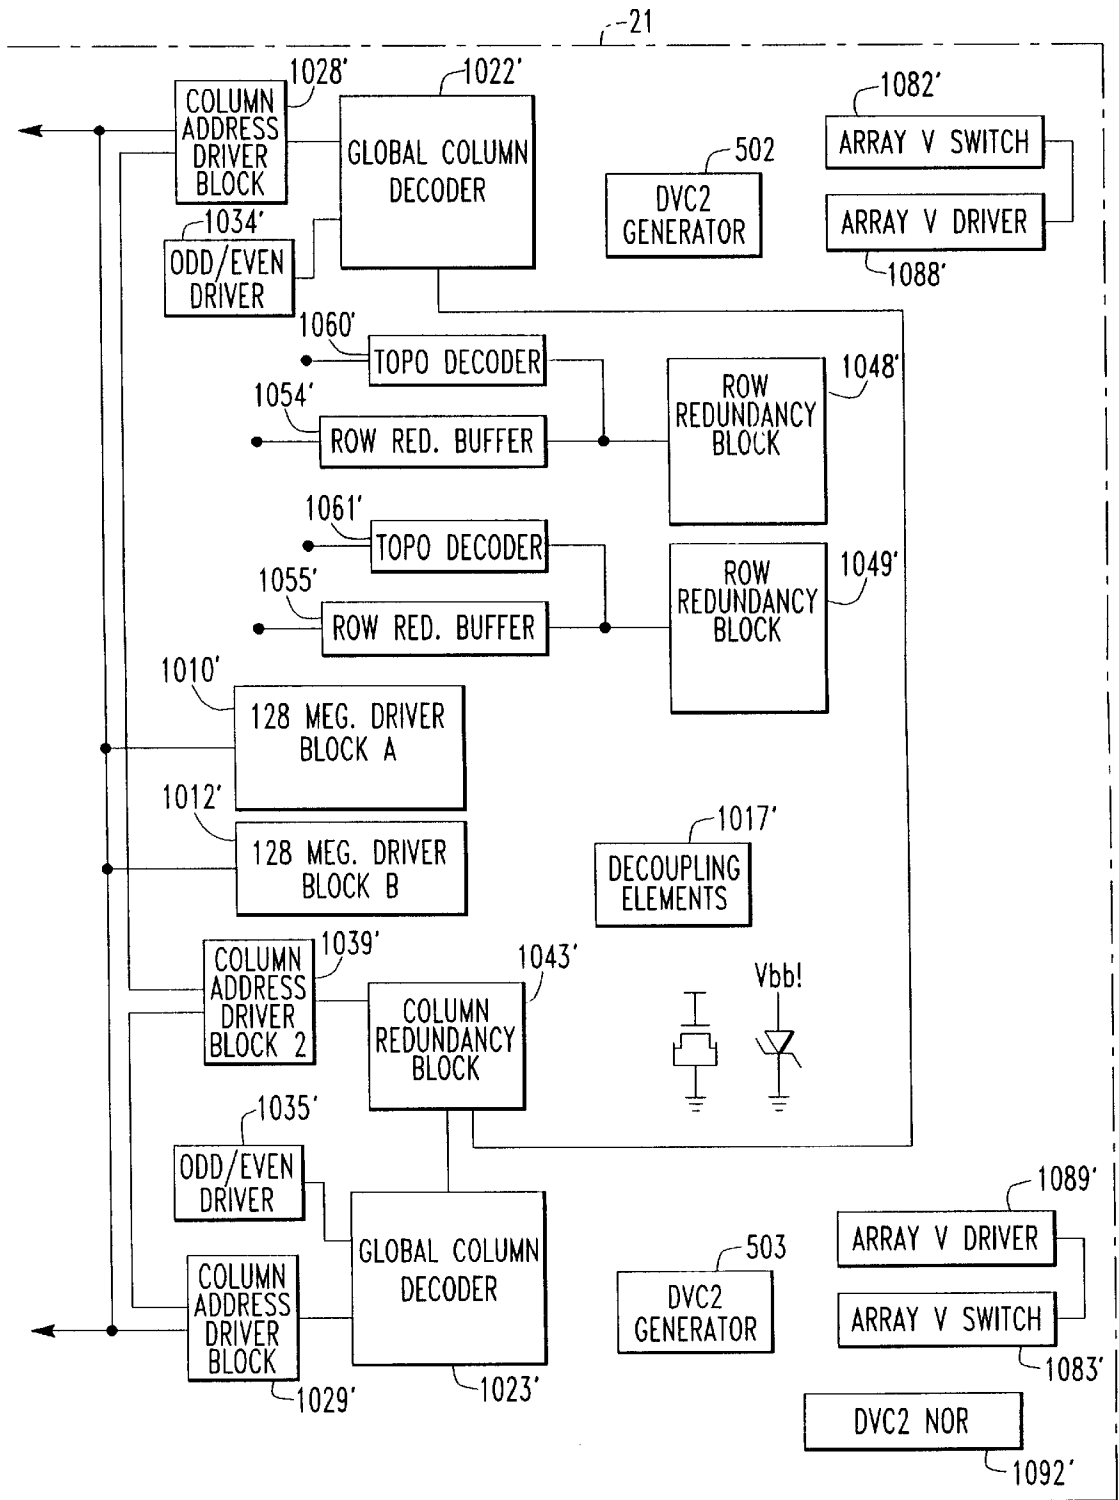 21
1028'
COLUMN
ADDRESS
DRIVER
BLOCK
1022'
GLOBAL COLUMN
DECODER
502
DVC2
GENERATOR
1082'
ARRAY V SWITCH
ARRAY V DRIVER
1088'
1034'
ODD/EVEN
DRIVER
1060'
TOPO DECODER
1054'
ROW RED. BUFFER
1048'
ROW
REDUNDANCY
BLOCK
1061'
TOPO DECODER
1055'
ROW RED. BUFFER
1049'
ROW
REDUNDANCY
BLOCK
1010'
128 MEG. DRIVER
BLOCK A
1012'
128 MEG. DRIVER
BLOCK B
1017'
DECOUPLING
ELEMENTS
1039'
COLUMN
ADDRESS
DRIVER
BLOCK 2
1043'
COLUMN
REDUNDANCY
BLOCK
Vbb!
1035'
ODD/EVEN
DRIVER
GLOBAL COLUMN
DECODER
1023'
COLUMN
ADDRESS
DRIVER
BLOCK
1029'
503
DVC2
GENERATOR
1089'
ARRAY V DRIVER
ARRAY V SWITCH
1083'
DVC2 NOR
1092'